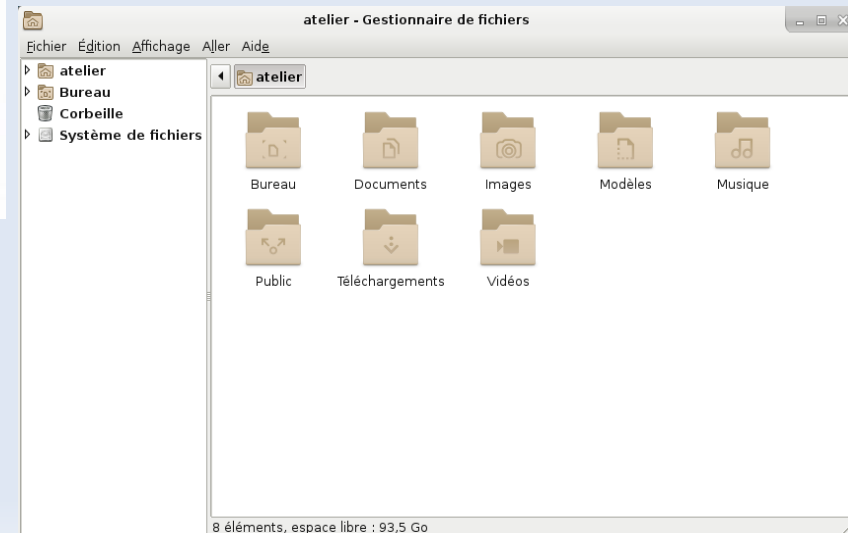 atelier - Gestionnaire de fichiers
Fichier Édition Affichage Aller Aide
atelier
Bureau
Corbeille
Système de fichiers
atelier
Bureau Documents Images Modèles Musique
Public Téléchargements Vidéos
8 éléments, espace libre : 93,5 Go